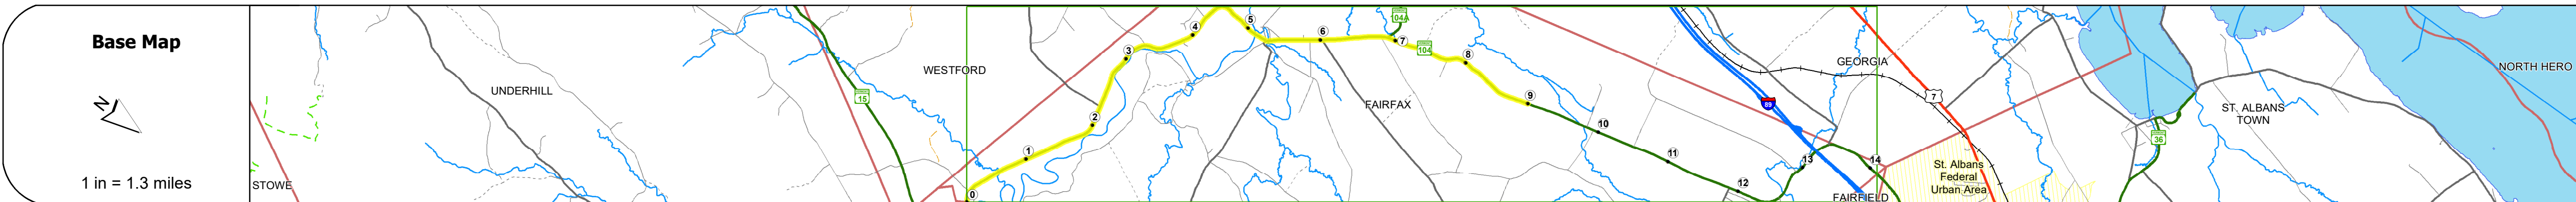 Base Map
N
1 in = 1.3 miles
STOWE
UNDERHILL
15
WESTFORD
0
1
2
3
4
5
6
104A
7
104
8
FAIRFAX
9
10
11
12
89
13
14
GEORGIA
FAIRFIELD
7
St. Albans
Federal
Urban Area
36
ST. ALBANS
TOWN
NORTH HERO